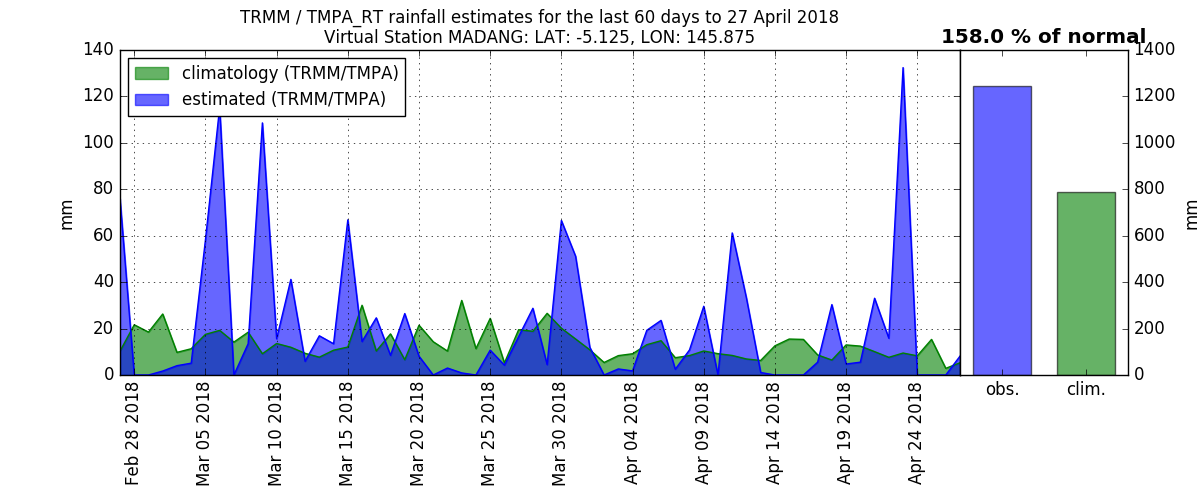 TRMM / TMPA_RT rainfall estimates for the last 60 days to 27 April 2018
Virtual Station MADANG: LAT: -5.125, LON: 145.875
158.0 % of normal
climatology (TRMM/TMPA)
estimated (TRMM/TMPA)
mm
140
120
100
80
60
40
20
0
Feb 28 2018
Mar 05 2018
Mar 10 2018
Mar 15 2018
Mar 20 2018
Mar 25 2018
Mar 30 2018
Apr 04 2018
Apr 09 2018
Apr 14 2018
Apr 19 2018
Apr 24 2018
obs.
clim.
1400
1200
1000
800
600
400
200
0
mm